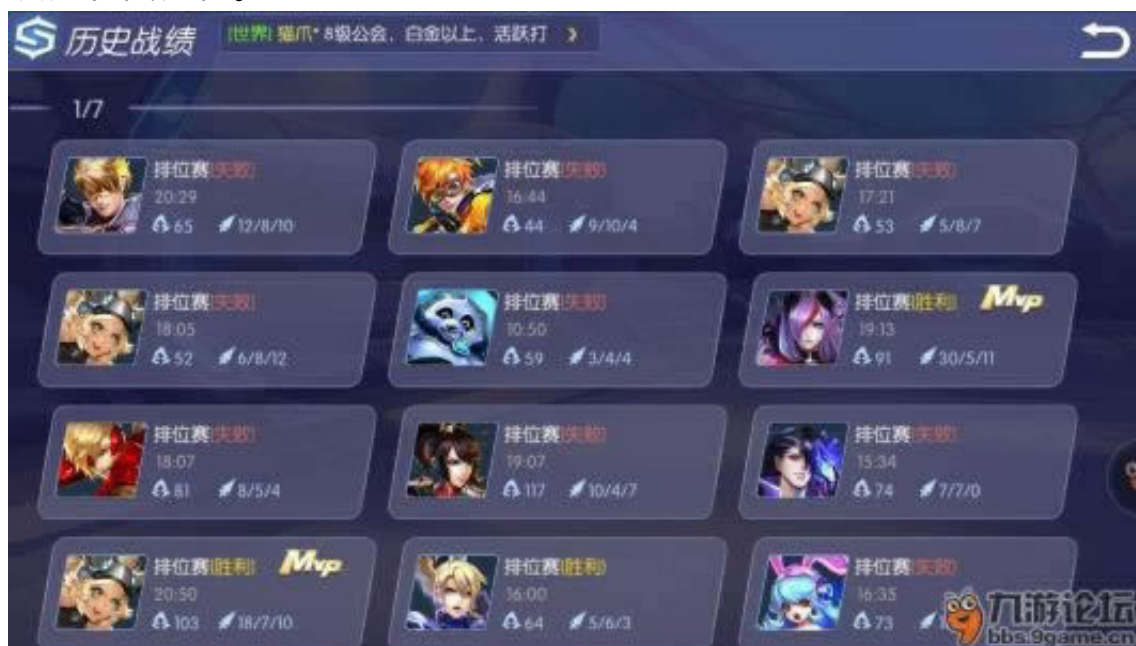 历史战绩
[世界] 猫爪* 8级公会，白金以上，活跃打
1/7
排位赛(失败)
20:29
65 12/8/10
排位赛(失败)
16:44
44 9/10/4
排位赛(失败)
17:21
53 5/8/7
排位赛(失败)
18:05
52 6/8/12
排位赛(失败)
10:50
59 3/4/4
排位赛(胜利) Mvp
19:13
91 30/5/11
排位赛(失败)
18:07
81 8/5/4
排位赛(失败)
19:07
117 10/4/7
排位赛(失败)
15:34
74 7/7/0
排位赛(胜利) Mvp
20:50
103 18/7/10
排位赛(胜利)
16:00
64 5/6/3
排位赛(失败)
16:35
73
九游论坛
bbs.9game.cn